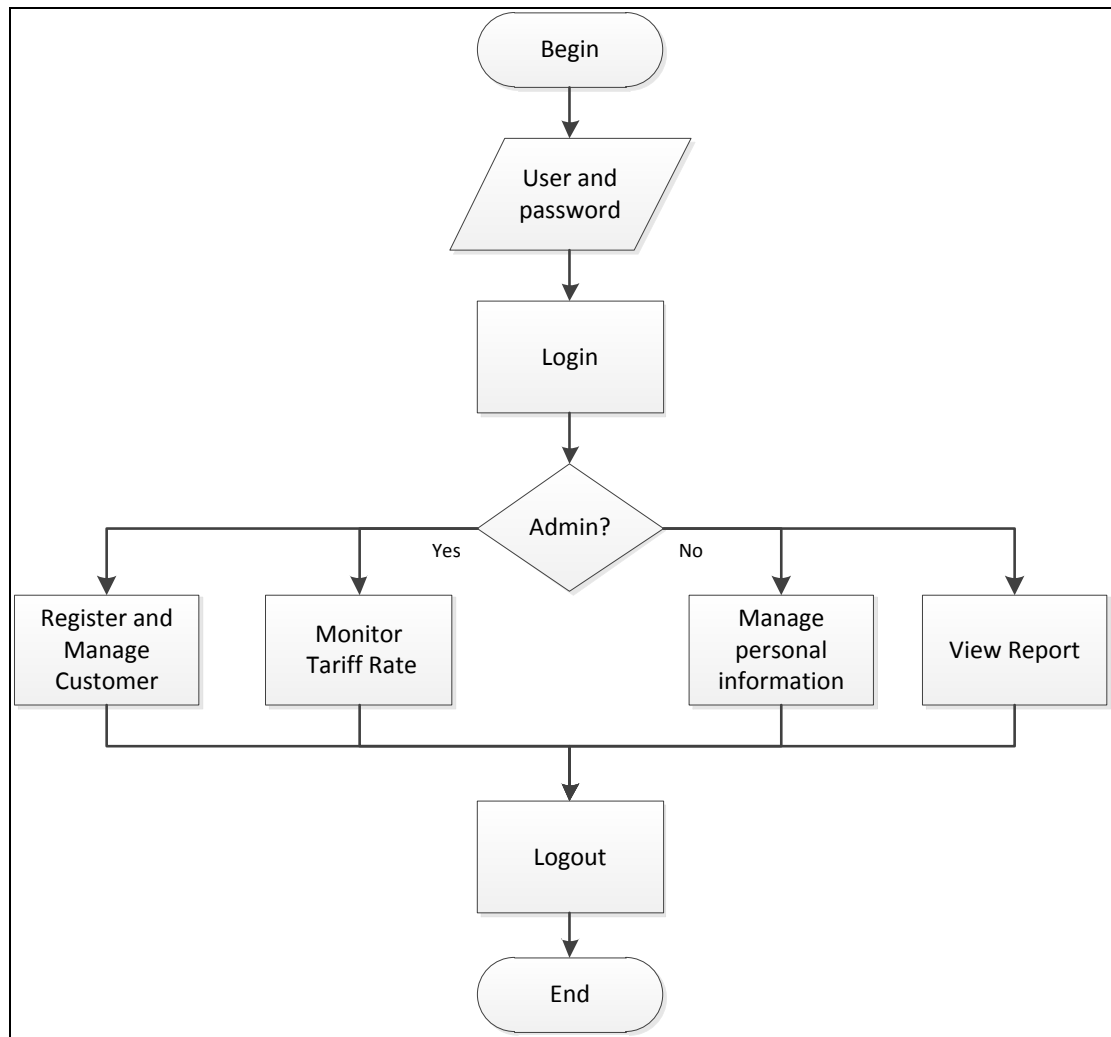 Begin
User and
password
Login
Admin?
Yes
No
Register and
Manage
Customer
Monitor
Tariff Rate
Manage
personal
information
View Report
Logout
End